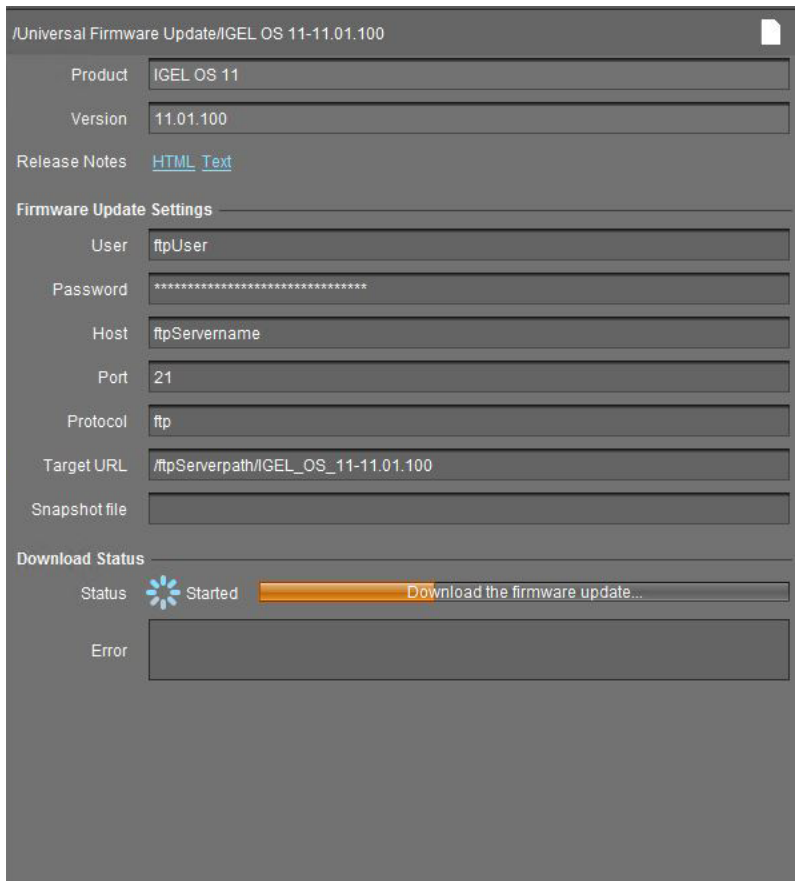 /Universal Firmware Update/IGEL OS 11-11.01.100
Product IGEL OS 11
Version 11.01.100
Release Notes HTML Text
Firmware Update Settings
User ftpUser
Password ********************************
Host ftpServername
Port 21
Protocol ftp
Target URL /ftpServerpath/IGEL_OS_11-11.01.100
Snapshot file
Download Status
Status Started Download the firmware update...
Error